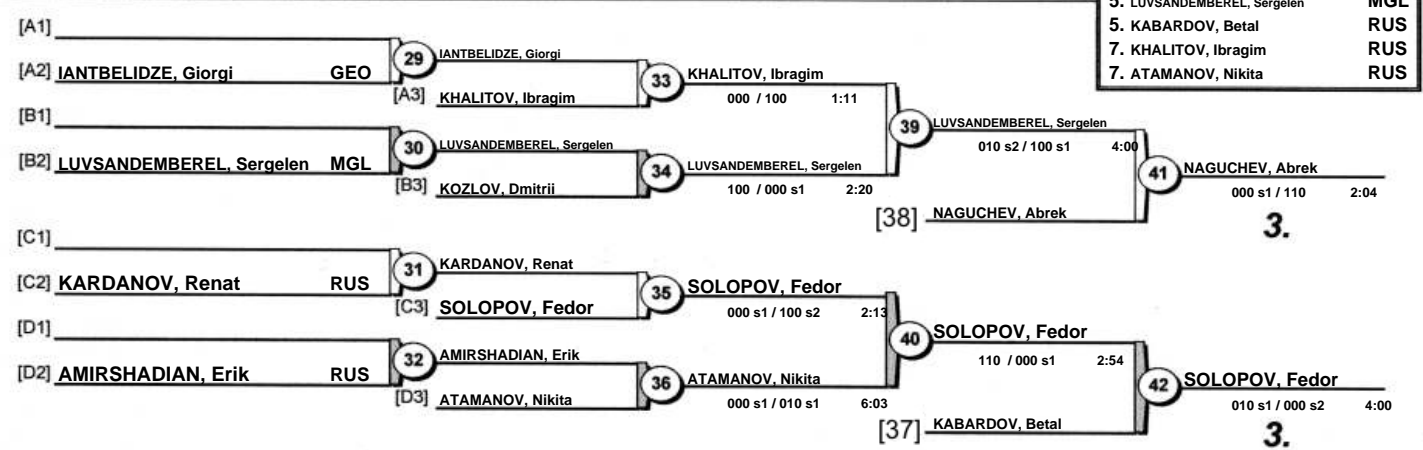 5. LUVSANDEMBEREL, Sergelen MGL
5. KABARDOV, Betal RUS
7. KHALITOV, Ibragim RUS
7. ATAMANOV, Nikita RUS
[A1]
[A2] IANTBELIDZE, Giorgi GEO
29
IANTBELIDZE, Giorgi
[A3] KHALITOV, Ibragim
33
KHALITOV, Ibragim
000 / 100 1:11
[B1]
[B2] LUVSANDEMBEREL, Sergelen MGL
30
LUVSANDEMBEREL, Sergelen
[B3] KOZLOV, Dmitrii
34
LUVSANDEMBEREL, Sergelen
100 / 000 s1 2:20
39
LUVSANDEMBEREL, Sergelen
010 s2 / 100 s1 4:00
[38] NAGUCHEV, Abrek
41
NAGUCHEV, Abrek
000 s1 / 110 2:04
3.
[C1]
[C2] KARDANOV, Renat RUS
31
KARDANOV, Renat
[C3] SOLOPOV, Fedor
35
SOLOPOV, Fedor
000 s1 / 100 s2 2:13
[D1]
[D2] AMIRSHADIAN, Erik RUS
32
AMIRSHADIAN, Erik
[D3] ATAMANOV, Nikita
36
ATAMANOV, Nikita
000 s1 / 010 s1 6:03
40
SOLOPOV, Fedor
110 / 000 s1 2:54
[37] KABARDOV, Betal
42
SOLOPOV, Fedor
010 s1 / 000 s2 4:00
3.